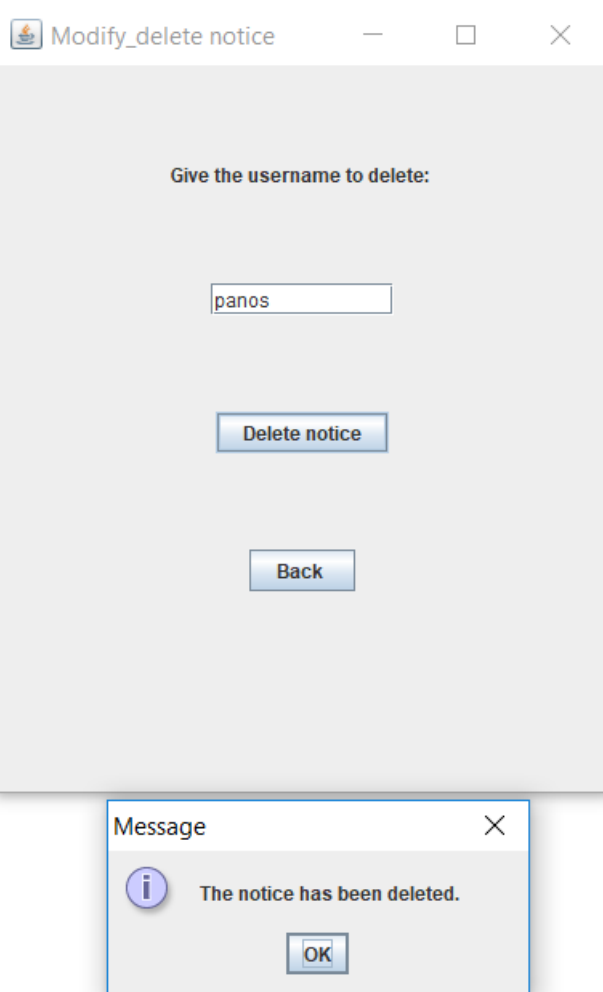 Modify_delete notice
Give the username to delete:
panos
Delete notice
Back
Message
The notice has been deleted.
OK